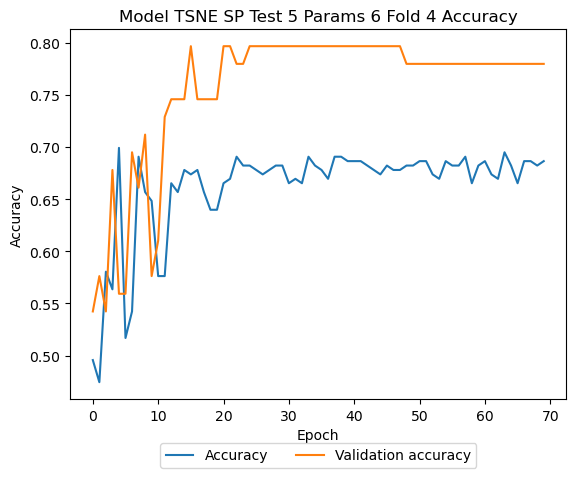 Model TSNE SP Test 5 Params 6 Fold 4 Accuracy
0.80
0.75
0.70
0.65
0.60
0.55
0.50
Accuracy
0 10 20 30 40 50 60 70
Epoch
Accuracy Validation accuracy